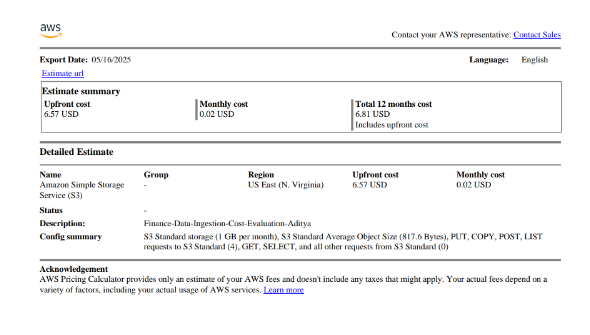 aws
Contact your AWS representative: Contact Sales
Export Date: 05/16/2025 Language: English
Estimate url
Estimate summary
Upfront cost Monthly cost Total 12 months cost
6.57 USD 0.02 USD 6.81 USD
Includes upfront cost
Detailed Estimate
Name Group Region Upfront cost Monthly cost
Amazon Simple Storage - US East (N. Virginia) 6.57 USD 0.02 USD
Service (S3)
Status -
Description: Finance-Data-Ingestion-Cost-Evaluation-Aditya
Config summary S3 Standard storage (1 GB per month), S3 Standard Average Object Size (817.6 Bytes), PUT, COPY, POST, LIST
requests to S3 Standard (4), GET, SELECT, and all other requests from S3 Standard (0)
Acknowledgement
AWS Pricing Calculator provides only an estimate of your AWS fees and doesn't include any taxes that might apply. Your actual fees depend on a
variety of factors, including your actual usage of AWS services. Learn more